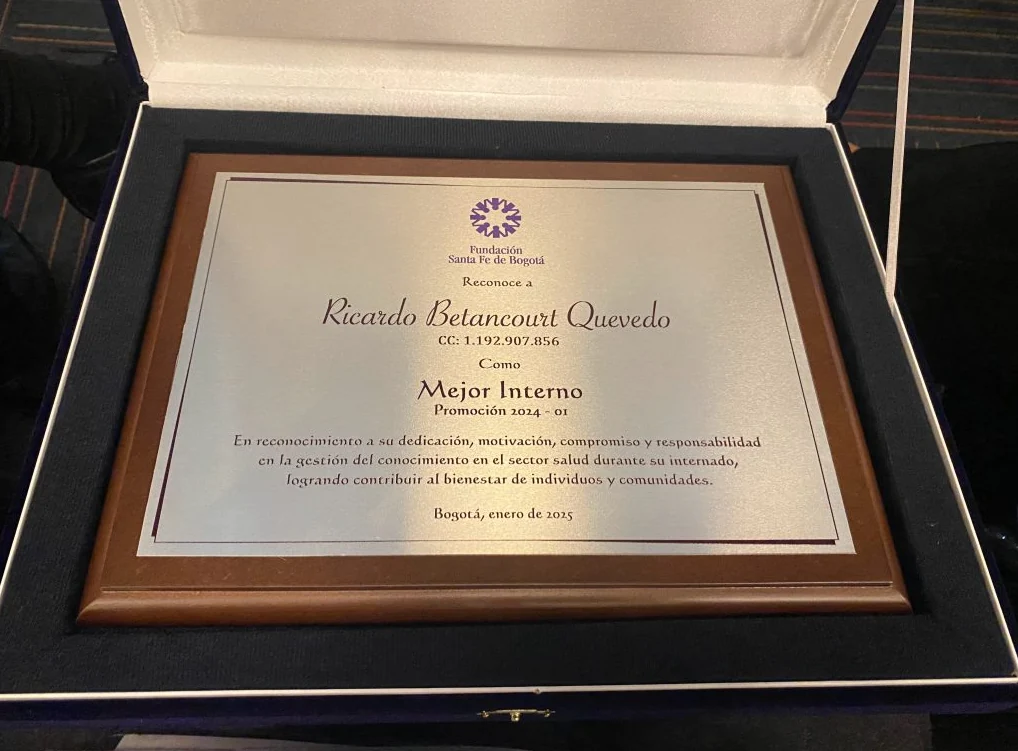 Fundación
Santa Fe de Bogotá
Reconoce a
Ricardo Betancourt Quevedo
CC: 1.192.907.856
Como
Mejor Interno
Promoción 2024 - 01
En reconocimiento a su dedicación, motivación, compromiso y responsabilidad
en la gestión del conocimiento en el sector salud durante su internado,
logrando contribuir al bienestar de individuos y comunidades.
Bogotá, enero de 2025